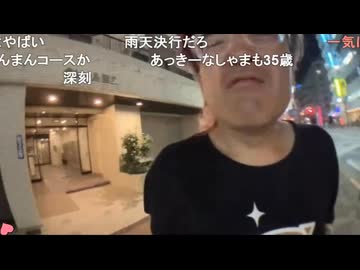 やばい
雨天決行だろ
一気に
んまんコースか
あっきーなしゃまも35歳
深刻